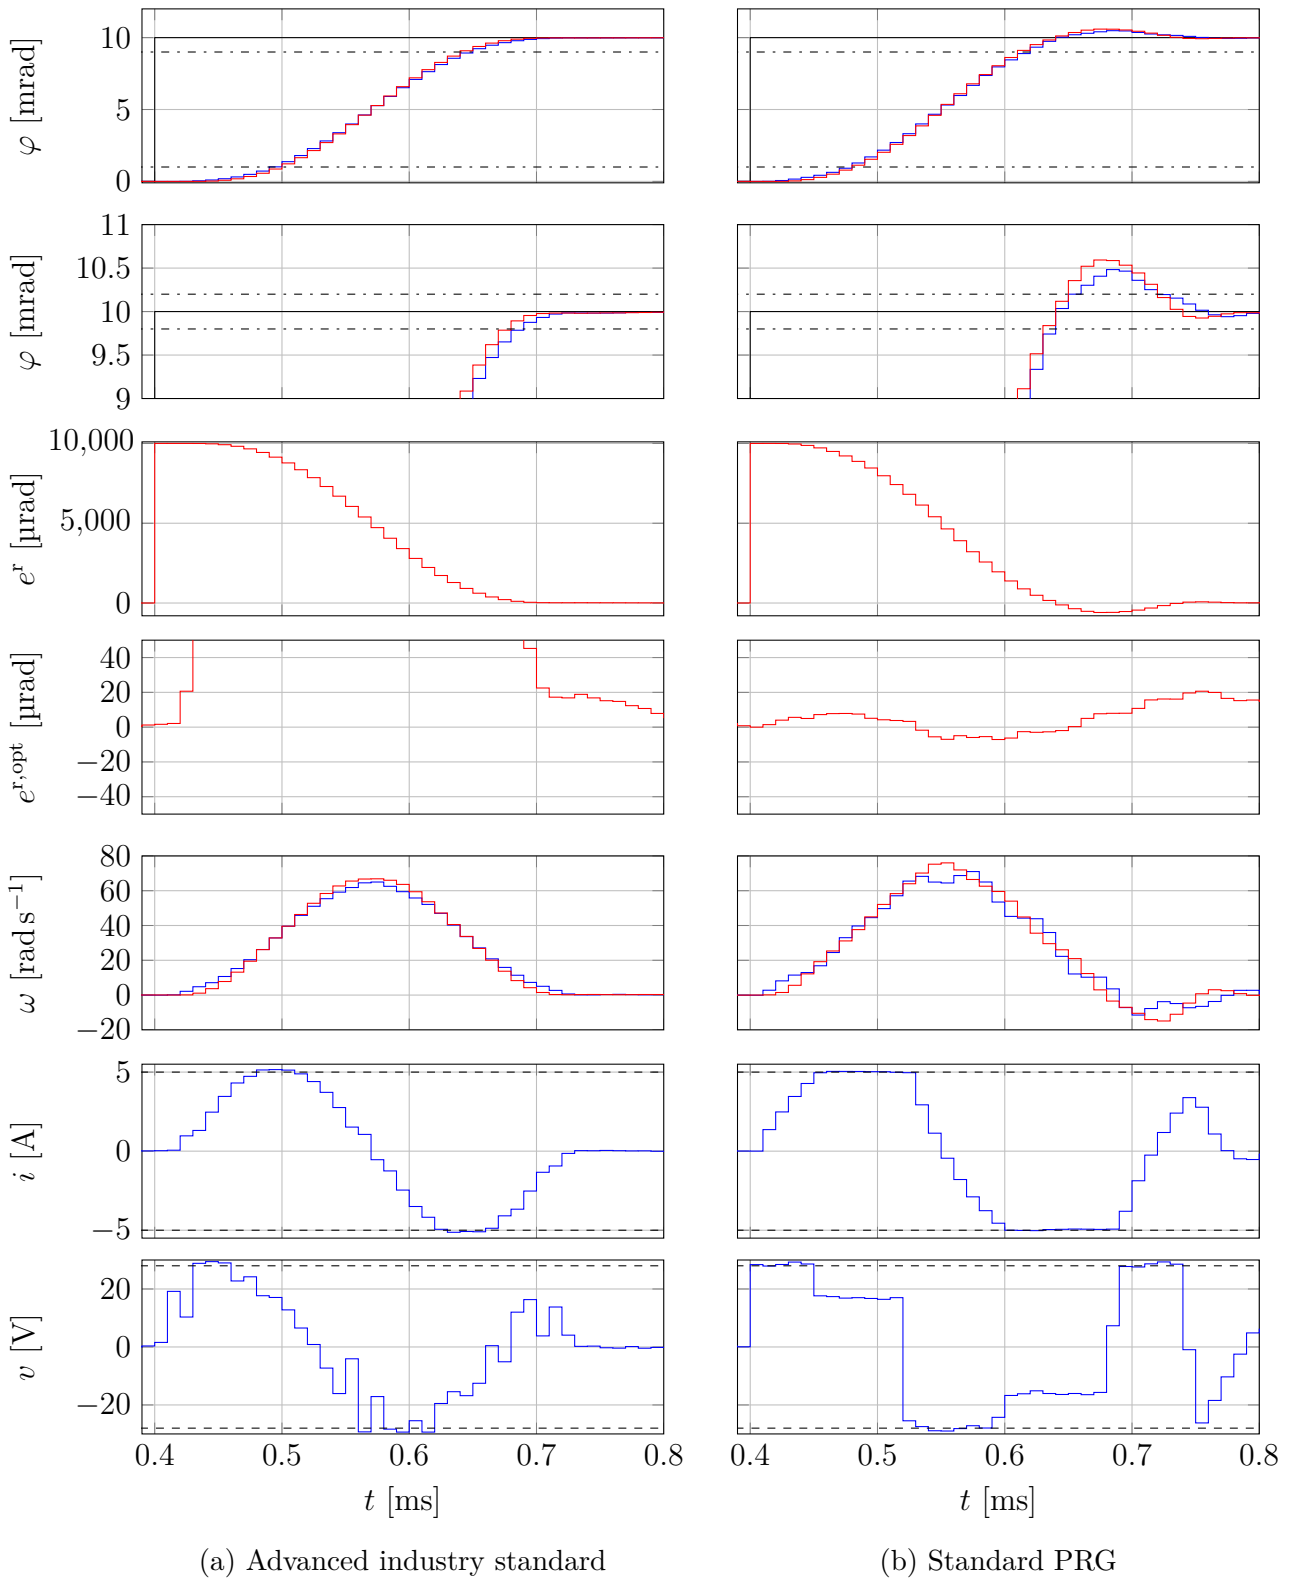 10
5
0
φ [mrad]
11
10.5
10
9.5
9
φ [mrad]
10,000
5,000
0
eʳ [µrad]
40
20
0
−20
−40
e^{r,opt} [µrad]
80
60
40
20
0
−20
ω [rad s⁻¹]
5
0
−5
i [A]
20
0
−20
v [V]
0.4 0.5 0.6 0.7 0.8
0.4 0.5 0.6 0.7 0.8
t [ms]
t [ms]
(a) Advanced industry standard
(b) Standard PRG